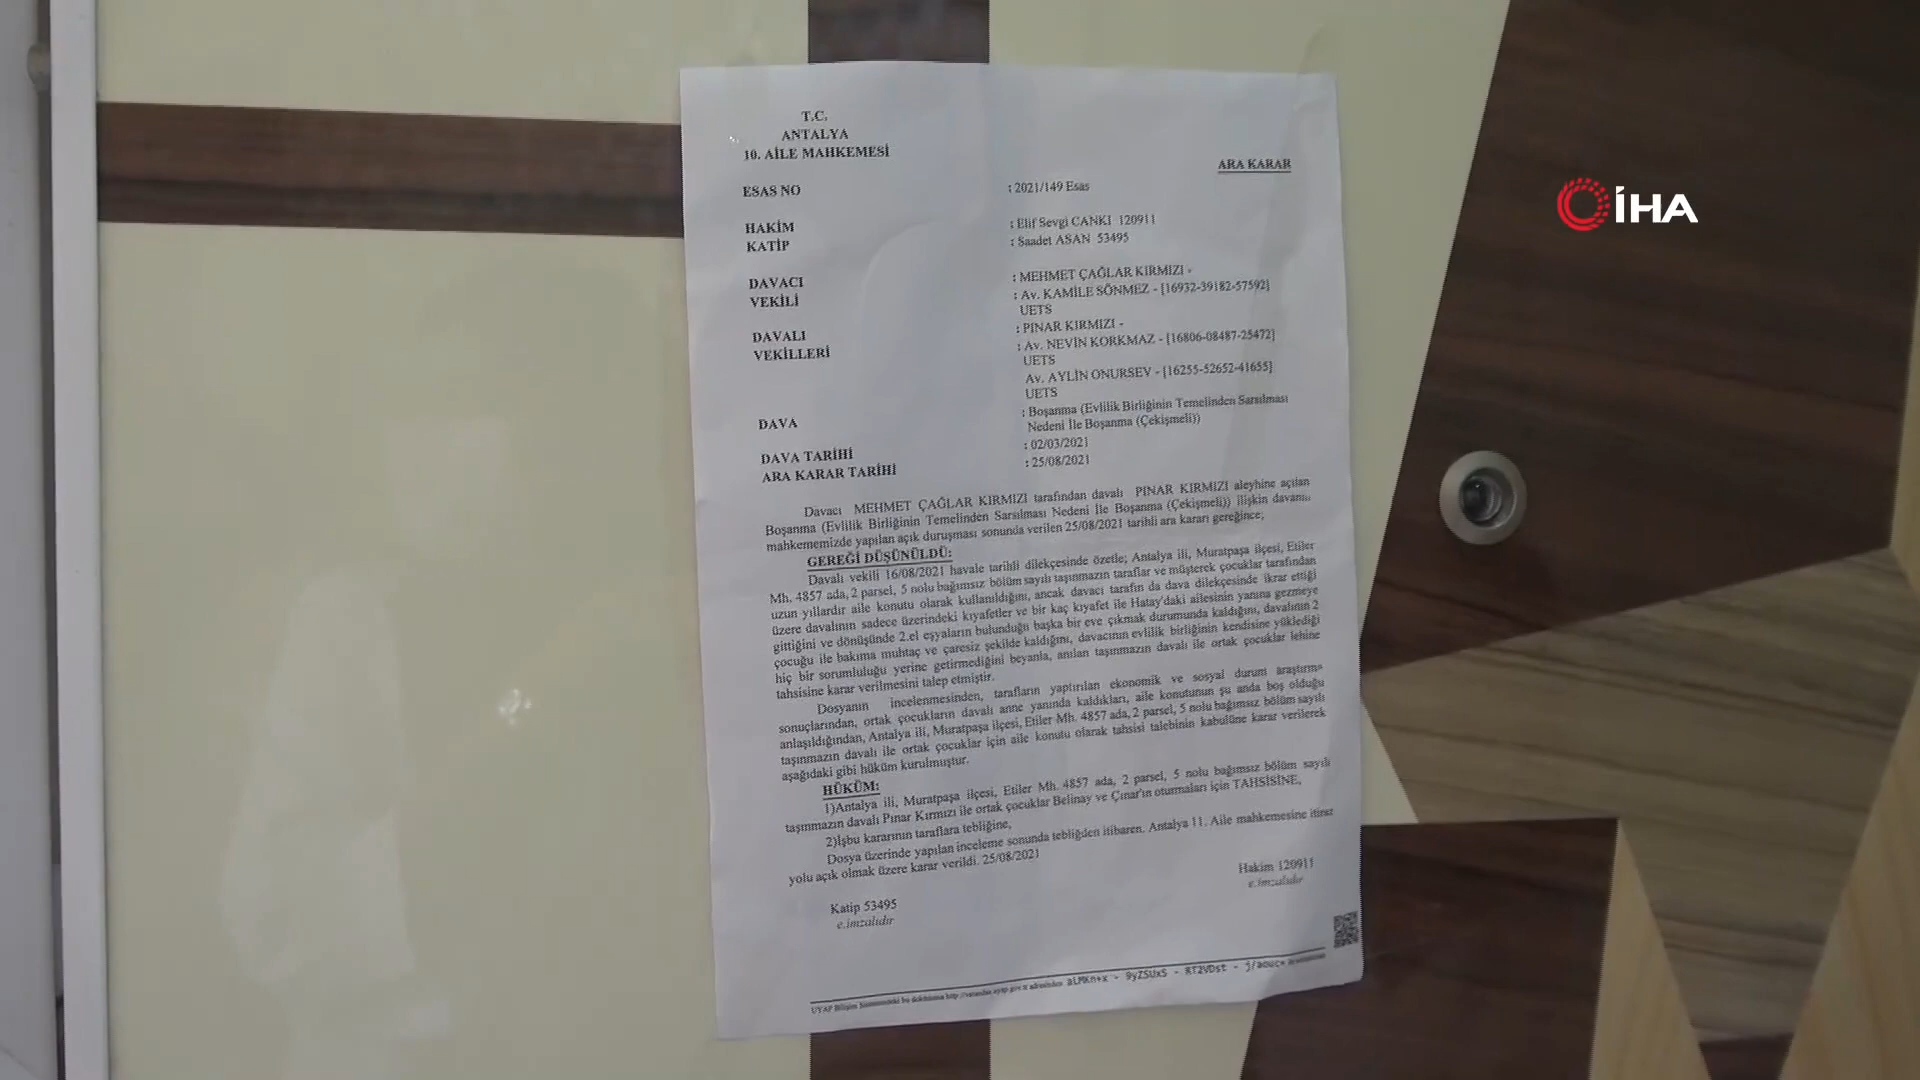 T.C.
ANTALYA
10. AİLE MAHKEMESİ
ARA KARAR
ESAS NO : 2021/149 Esas
HAKİM : Elif Sevgi CANKI 120911
KATİP : Saadet ASAN 53495
DAVACI : MEHMET ÇAĞLAR KIRMIZI -
VEKİLİ : Av. KAMİLE SÖNMEZ - [16932-39182-57592]
UETS
DAVALI : PINAR KIRMIZI -
VEKİLLERİ : Av. NEVİN KORKMAZ - [16806-08487-25472]
UETS
Av. AYLİN ONURSEV - [16255-52652-41655]
UETS
DAVA : Boşanma (Evlilik Birliğinin Temelinden Sarsılması
Nedeni İle Boşanma (Çekişmeli))
DAVA TARİHİ : 02/03/2021
ARA KARAR TARİHİ : 25/08/2021
Davacı MEHMET ÇAĞLAR KIRMIZI tarafından davalı PINAR KIRMIZI aleyhine açılan
Boşanma (Evlilik Birliğinin Temelinden Sarsılması Nedeni İle Boşanma (Çekişmeli)) ilişkin davanın
mahkememizde yapılan açık duruşması sonunda verilen 25/08/2021 tarihli ara kararı gereğince;
GEREĞİ DÜŞÜNÜLDÜ:
Davalı vekili 16/08/2021 havale tarihli dilekçesinde özetle; Antalya ili, Muratpaşa ilçesi, Etiler
Mh. 4857 ada, 2 parsel, 5 nolu bağımsız bölüm sayılı taşınmazın taraflar ve müşterek çocuklar tarafından
uzun yıllardır aile konutu olarak kullanıldığını, ancak davacı tarafın da dava dilekçesinde ikrar ettiği
üzere davalının sadece üzerindeki kıyafetler ve bir kaç kıyafet ile Hatay'daki ailesinin yanına gezmeye
gittiğini ve dönüşünde 2.el eşyaların bulunduğu başka bir eve çıkmak durumunda kaldığını, davalının 2
çocuğu ile bakıma muhtaç ve çaresiz şekilde kaldığını, davacının evlilik birliğinin kendisine yüklediği
hiç bir sorumluluğu yerine getirmediğini beyanla, anılan taşınmazın davalı ile ortak çocuklar lehine
tahsisine karar verilmesini talep etmiştir.
Dosyanın incelenmesinden, tarafların yaptırılan ekonomik ve sosyal durum araştırma
sonuçlarından, ortak çocukların davalı anne yanında kaldıkları, aile konutunun şu anda boş olduğu
anlaşıldığından, Antalya ili, Muratpaşa ilçesi, Etiler Mh. 4857 ada, 2 parsel, 5 nolu bağımsız bölüm sayılı
taşınmazın davalı ile ortak çocuklar için aile konutu olarak tahsisi talebinin kabulüne karar verilerek
aşağıdaki gibi hüküm kurulmuştur.
HÜKÜM:
1)Antalya ili, Muratpaşa ilçesi, Etiler Mh. 4857 ada, 2 parsel, 5 nolu bağımsız bölüm sayılı
taşınmazın davalı Pınar Kırmızı ile ortak çocuklar Belinay ve Çınar'ın oturmaları için TAHSİSİNE,
2)İşbu kararının taraflara tebliğine,
Dosya üzerinde yapılan inceleme sonunda tebliğden itibaren. Antalya 11. Aile mahkemesine itiraz
yolu açık olmak üzere karar verildi. 25/08/2021
Katip 53495
e.imzalıdır
Hakim 120911
e.imzalıdır
UYAP Bilişim Sistemindeki bu dokümana http://vatandas.uyap.gov.tr adresinden
İHA